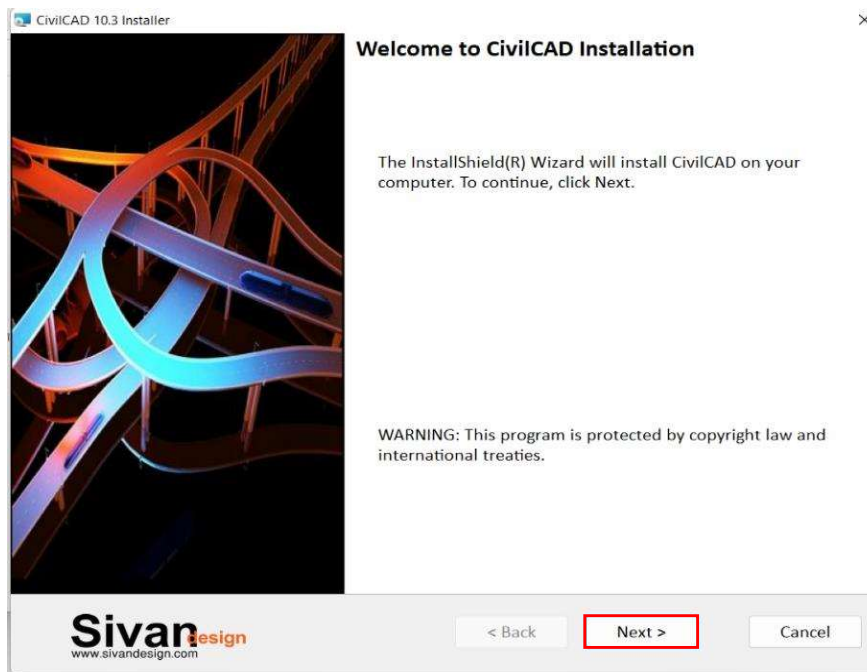 CivilCAD 10.3 Installer
Welcome to CivilCAD Installation
The InstallShield(R) Wizard will install CivilCAD on your
computer. To continue, click Next.
WARNING: This program is protected by copyright law and
international treaties.
Sivan design
www.sivandesign.com
< Back
Next >
Cancel